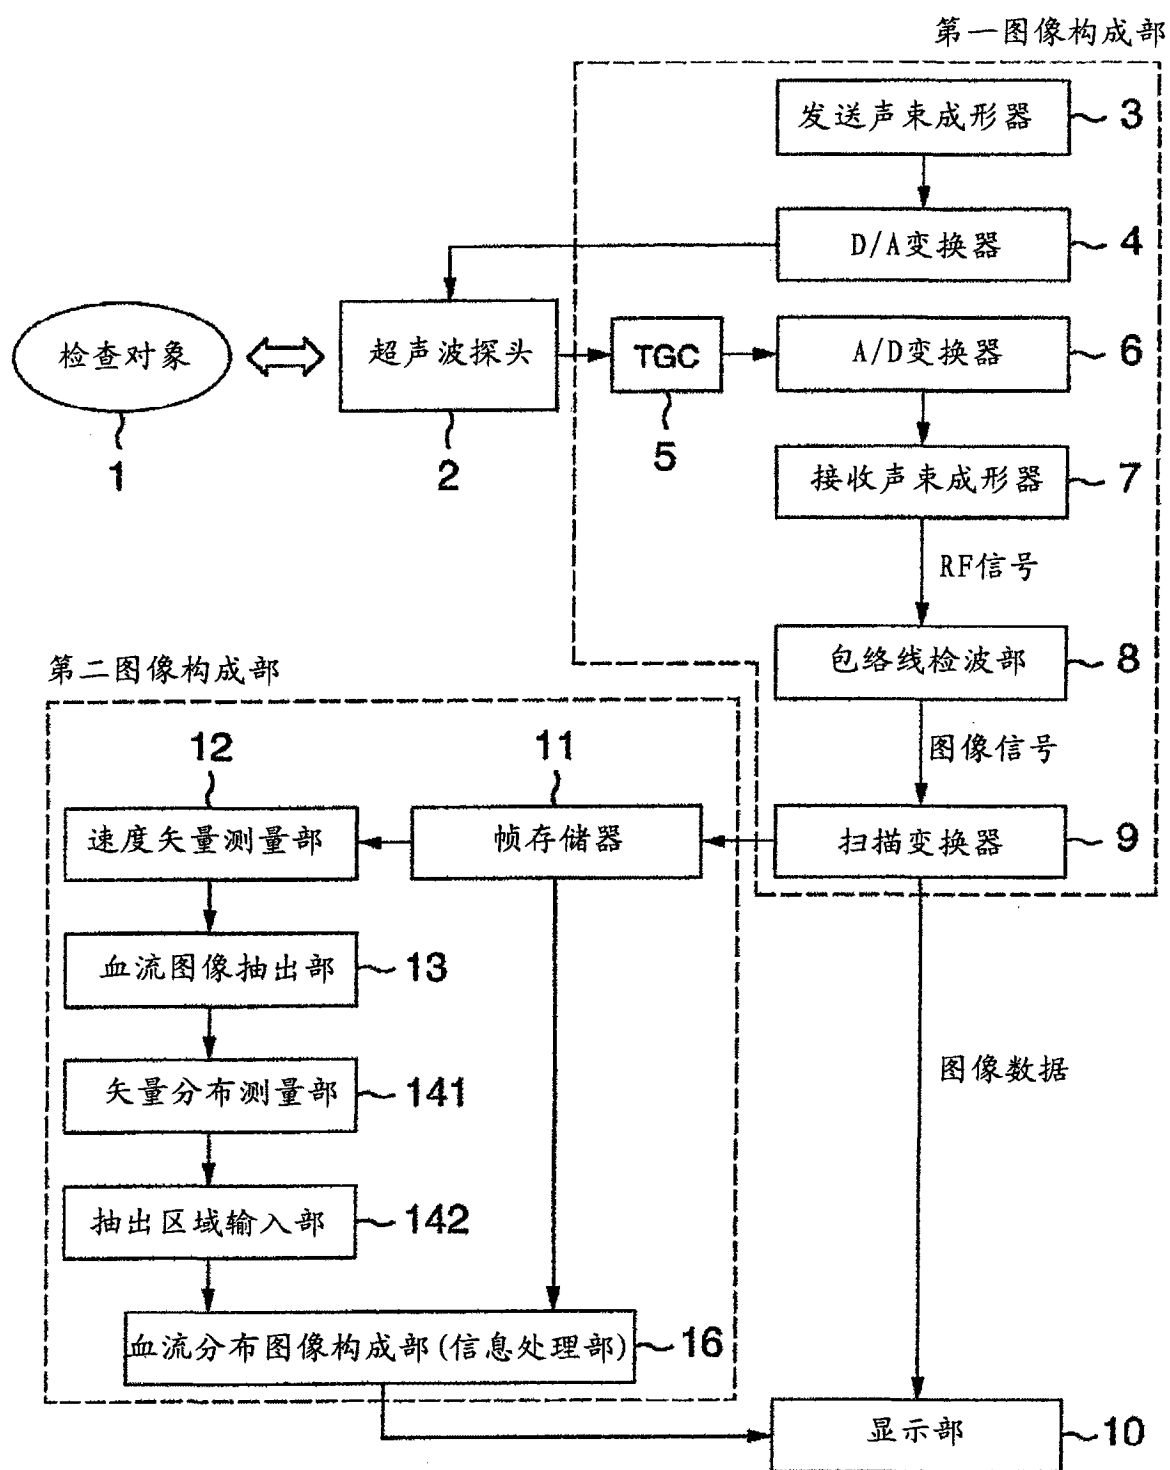 第一图像构成部
发送声束成形器 3
D/A变换器 4
检查对象
超声波探头
TGC
A/D变换器 6
1
2
5
接收声束成形器 7
RF信号
包络线检波部 8
第二图像构成部
图像信号
12
11
速度矢量测量部
帧存储器
扫描变换器 9
血流图像抽出部 13
图像数据
矢量分布测量部 141
抽出区域输入部 142
血流分布图像构成部(信息处理部) 16
显示部 10